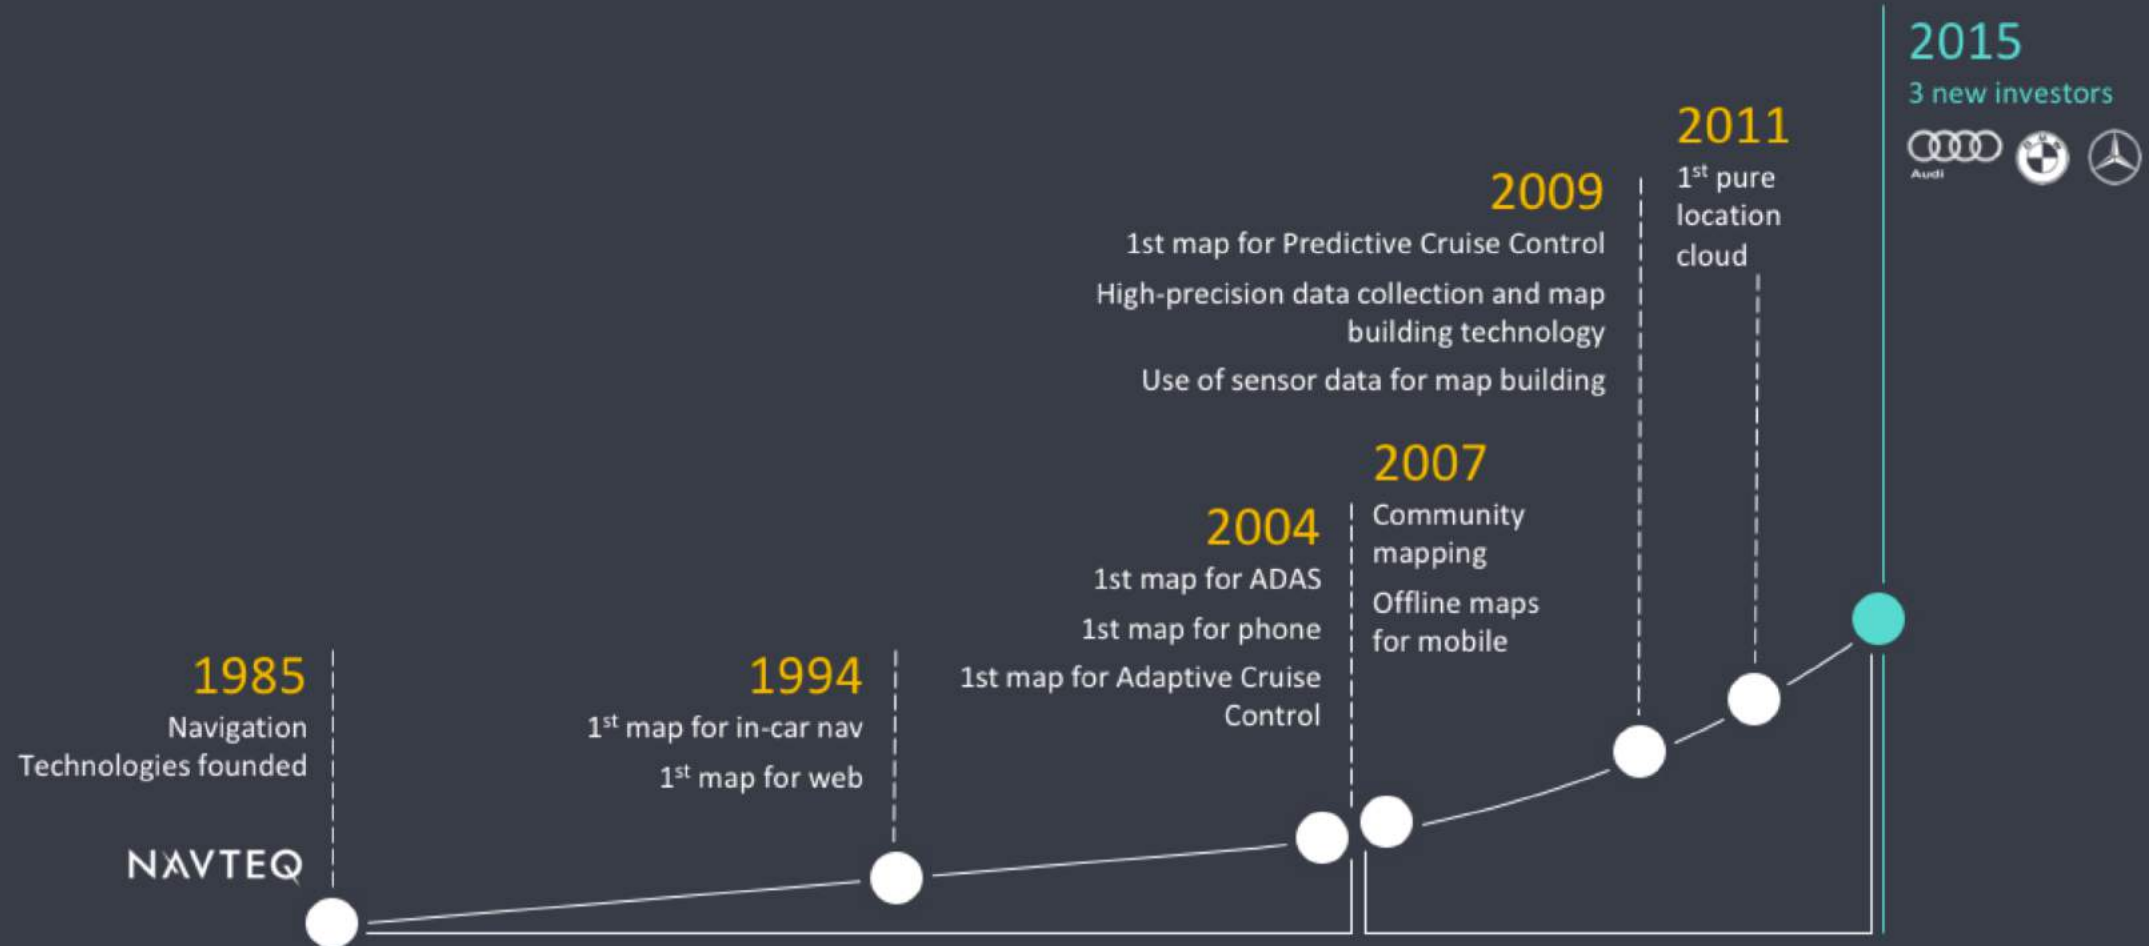 1985
Navigation
Technologies founded
NAVTEQ
1994
1st map for in-car nav
1st map for web
2004
1st map for ADAS
1st map for phone
1st map for Adaptive Cruise
Control
2007
Community
mapping
Offline maps
for mobile
2009
1st map for Predictive Cruise Control
High-precision data collection and map
building technology
Use of sensor data for map building
2011
1st pure
location
cloud
2015
3 new investors
Audi
BMW